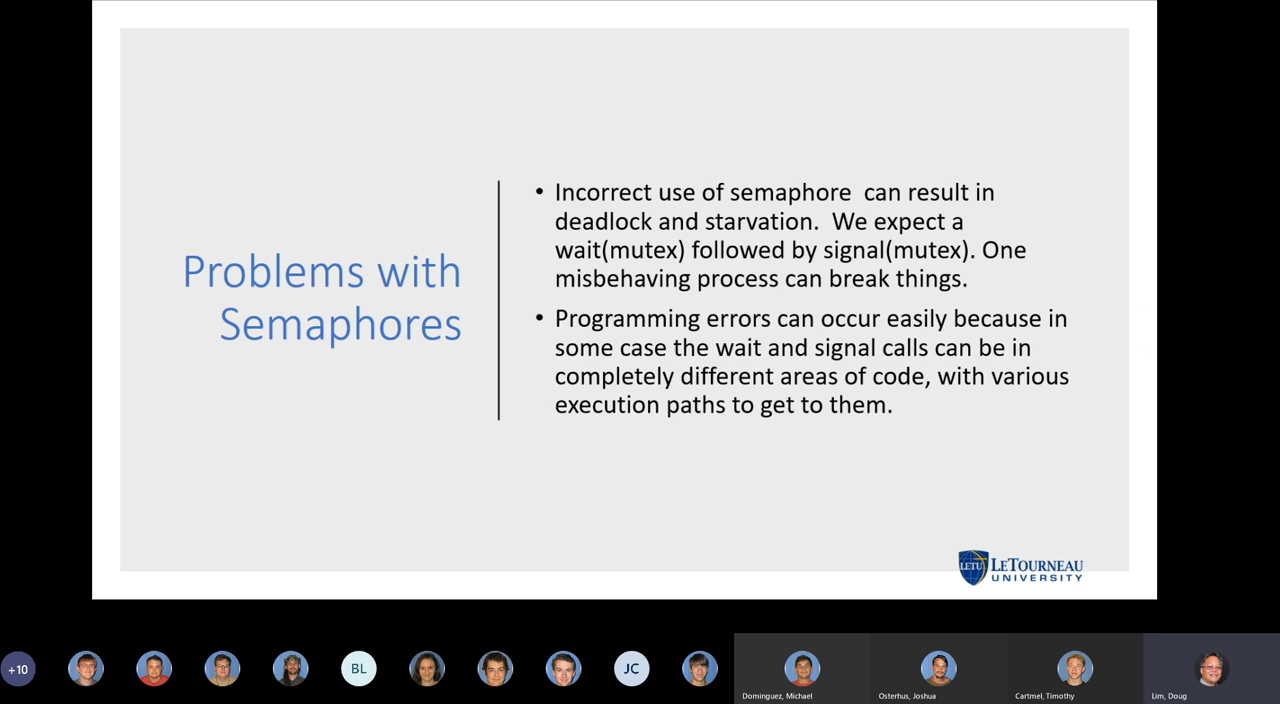 Problems with
Semaphores
• Incorrect use of semaphore  can result in
deadlock and starvation.  We expect a
wait(mutex) followed by signal(mutex). One
misbehaving process can break things.
• Programming errors can occur easily because in
some case the wait and signal calls can be in
completely different areas of code, with various
execution paths to get to them.
LETU
LETOURNEAU
UNIVERSITY
+10
BL
JC
Dominguez, Michael
Osterhus, Joshua
Cartmel, Timothy
Lim, Doug